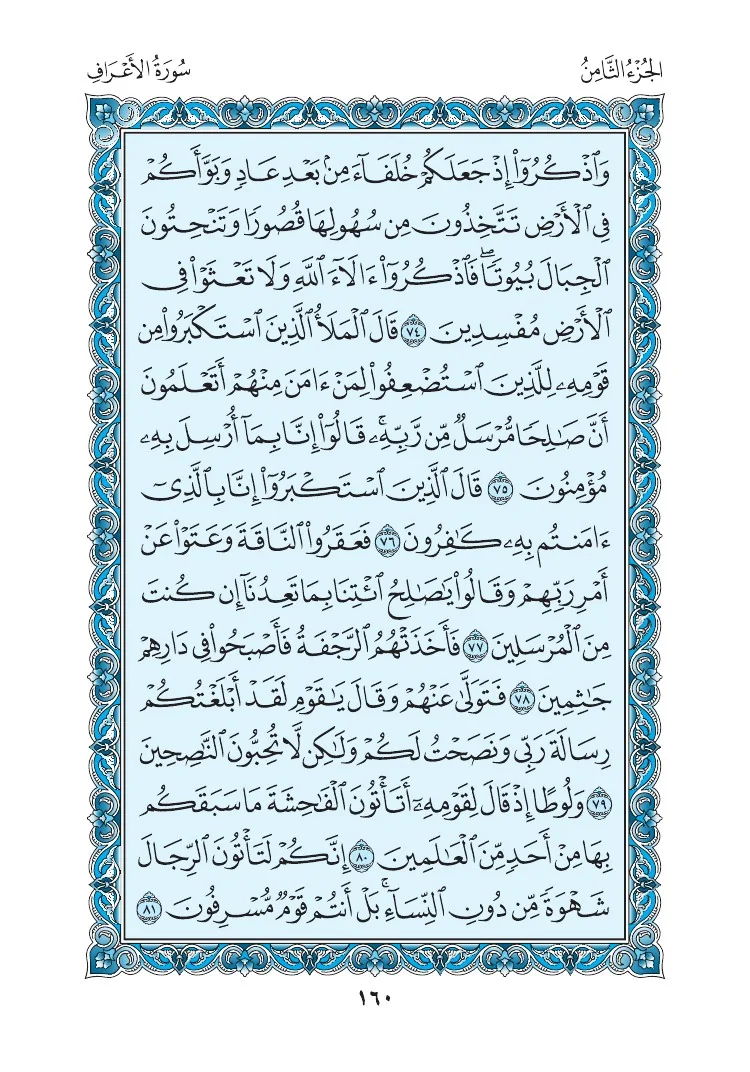 الجُزْءُ الثَّامِنُ
سُورَةُ الأَعْرَافِ
وَٱذۡكُرُوٓاْ إِذۡ جَعَلَكُمۡ خُلَفَآءَ مِنۢ بَعۡدِ عَادٖ وَبَوَّأَكُمۡ
فِي ٱلۡأَرۡضِ تَتَّخِذُونَ مِن سُهُولِهَا قُصُورٗا وَتَنۡحِتُونَ
ٱلۡجِبَالَ بُيُوتٗاۖ فَٱذۡكُرُوٓاْ ءَالَآءَ ٱللَّهِ وَلَا تَعۡثَوۡاْ فِي
ٱلۡأَرۡضِ مُفۡسِدِينَ ٧٤ قَالَ ٱلۡمَلَأُ ٱلَّذِينَ ٱسۡتَكۡبَرُواْ مِن
قَوۡمِهِۦ لِلَّذِينَ ٱسۡتُضۡعِفُواْ لِمَنۡ ءَامَنَ مِنۡهُمۡ أَتَعۡلَمُونَ
أَنَّ صَٰلِحٗا مُّرۡسَلٞ مِّن رَّبِّهِۦۚ قَالُوٓاْ إِنَّا بِمَآ أُرۡسِلَ بِهِۦ
مُؤۡمِنُونَ ٧٥ قَالَ ٱلَّذِينَ ٱسۡتَكۡبَرُوٓاْ إِنَّا بِٱلَّذِيٓ
ءَامَنتُم بِهِۦ كَٰفِرُونَ ٧٦ فَعَقَرُواْ ٱلنَّاقَةَ وَعَتَوۡاْ عَنۡ
أَمۡرِ رَبِّهِمۡ وَقَالُواْ يَٰصَٰلِحُ ٱئۡتِنَا بِمَا تَعِدُنَآ إِن كُنتَ
مِنَ ٱلۡمُرۡسَلِينَ ٧٧ فَأَخَذَتۡهُمُ ٱلرَّجۡفَةُ فَأَصۡبَحُواْ فِي دَارِهِمۡ
جَٰثِمِينَ ٧٨ فَتَوَلَّىٰ عَنۡهُمۡ وَقَالَ يَٰقَوۡمِ لَقَدۡ أَبۡلَغۡتُكُمۡ
رِسَالَةَ رَبِّي وَنَصَحۡتُ لَكُمۡ وَلَٰكِن لَّا تُحِبُّونَ ٱلنَّٰصِحِينَ
٧٩ وَلُوطًا إِذۡ قَالَ لِقَوۡمِهِۦٓ أَتَأۡتُونَ ٱلۡفَٰحِشَةَ مَا سَبَقَكُم
بِهَا مِنۡ أَحَدٖ مِّنَ ٱلۡعَٰلَمِينَ ٨٠ إِنَّكُمۡ لَتَأۡتُونَ ٱلرِّجَالَ
شَهۡوَةٗ مِّن دُونِ ٱلنِّسَآءِۚ بَلۡ أَنتُمۡ قَوۡمٞ مُّسۡرِفُونَ ٨١
١٦٠